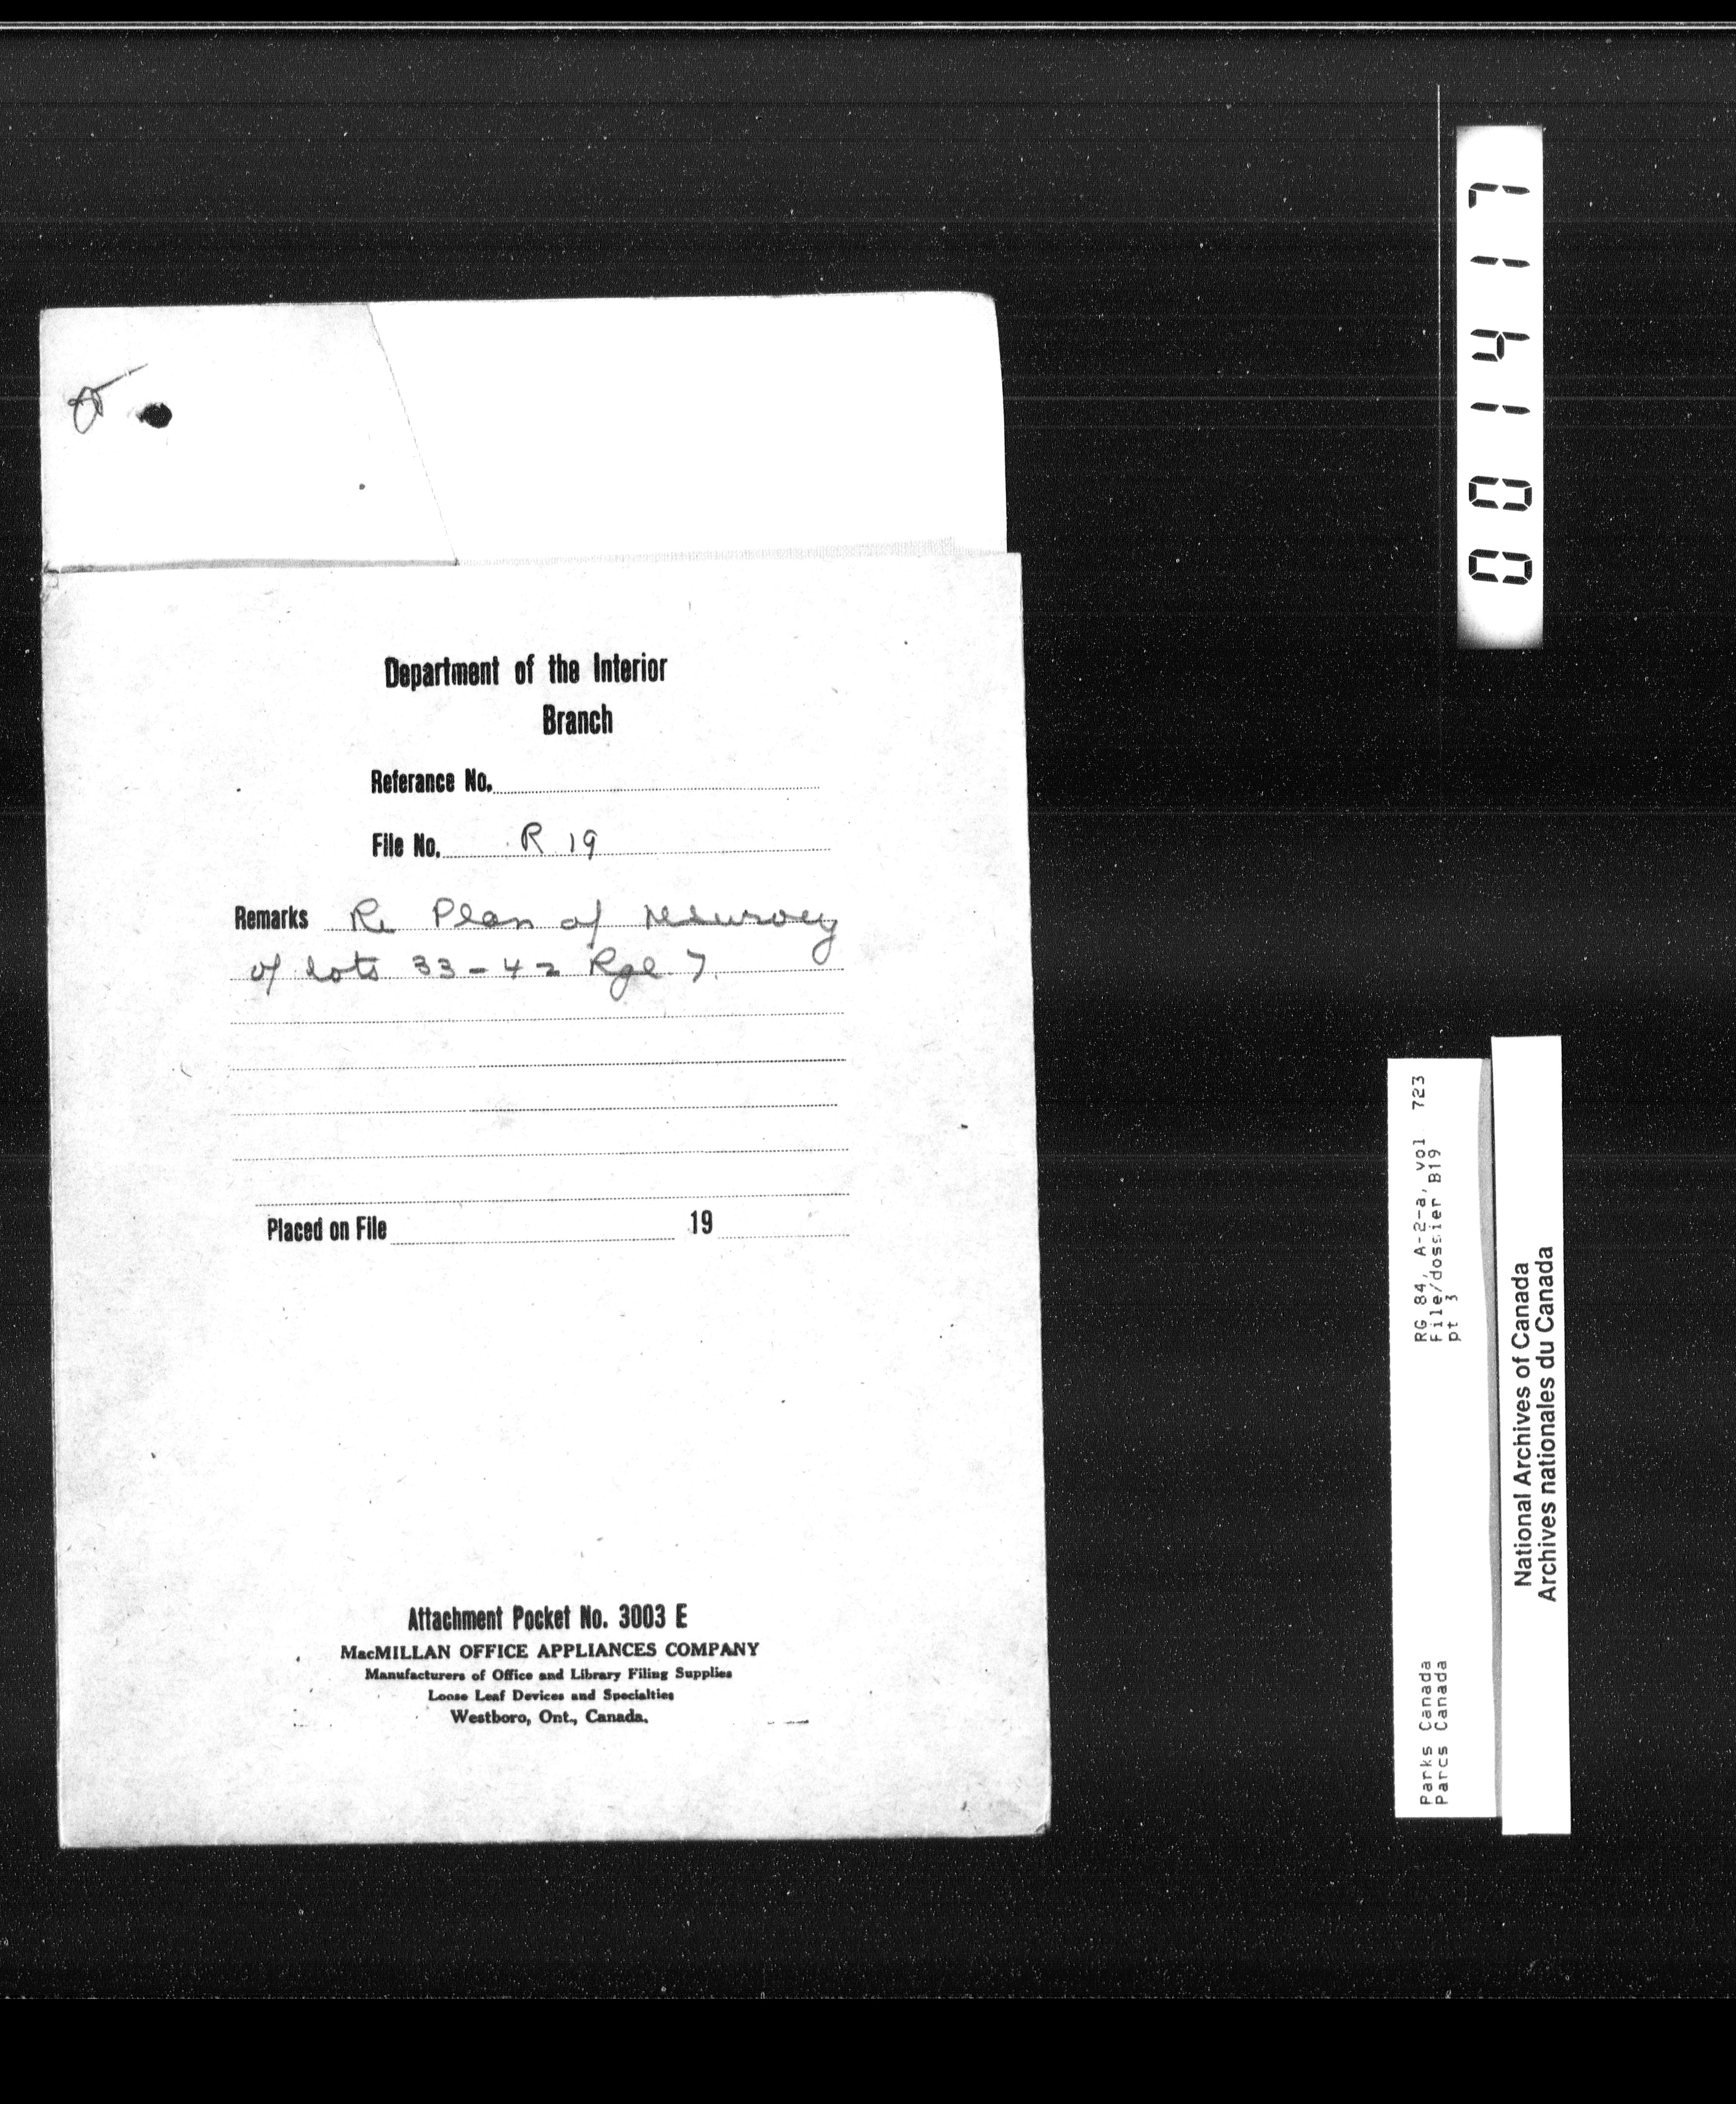 Department of the Interior
Branch
Referance No.
File No. R 19
Remarks Re Plan of Resurvey
of Lots 33-42 Rge 7.
Placed on File 19
Attachment Pocket No. 3003 E
MacMILLAN OFFICE APPLIANCES COMPANY
Manufacturers of Office and Library Filing Supplies
Loose Leaf Devices and Specialties
Westboro, Ont., Canada.
001417
RG 84, A-2-a, vol 723
File/dossier B19
pt 3
Parks Canada
Parcs Canada
National Archives of Canada
Archives nationales du Canada